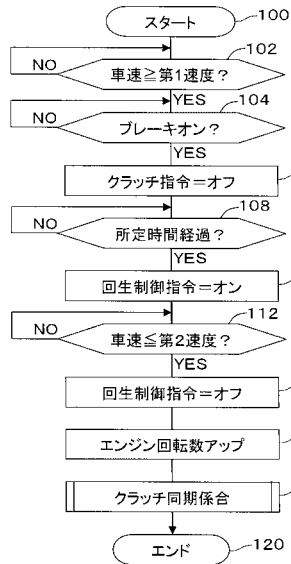 スタート
100
102
車速≧第1速度?
NO
YES
104
ブレーキオン?
NO
YES
クラッチ指令=オフ
108
所定時間経過?
NO
YES
回生制御指令=オン
112
車速≦第2速度?
NO
YES
回生制御指令=オフ
エンジン回転数アップ
クラッチ同期係合
エンド
120